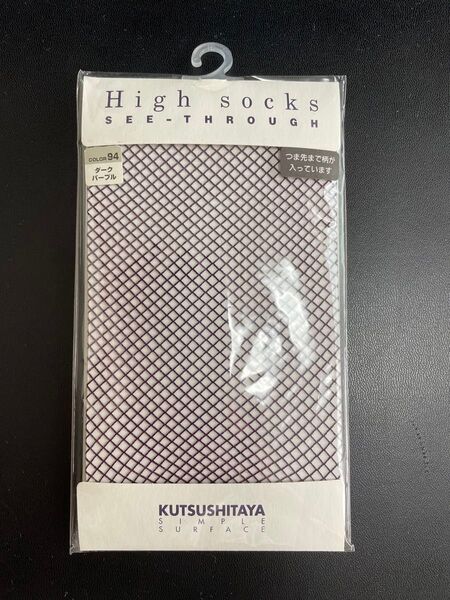 High socks
SEE-THROUGH
COLOR 94
ダーク
パープル
つま先まで柄が
入っています
KUTSUSHITAYA
SIMPLE
SURFACE